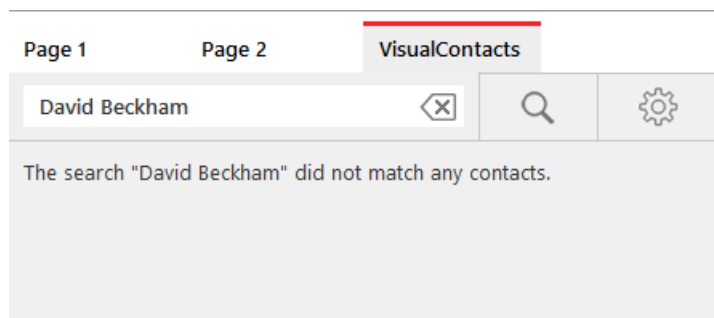 Page 1 Page 2 VisualContacts
David Beckham
The search "David Beckham" did not match any contacts.